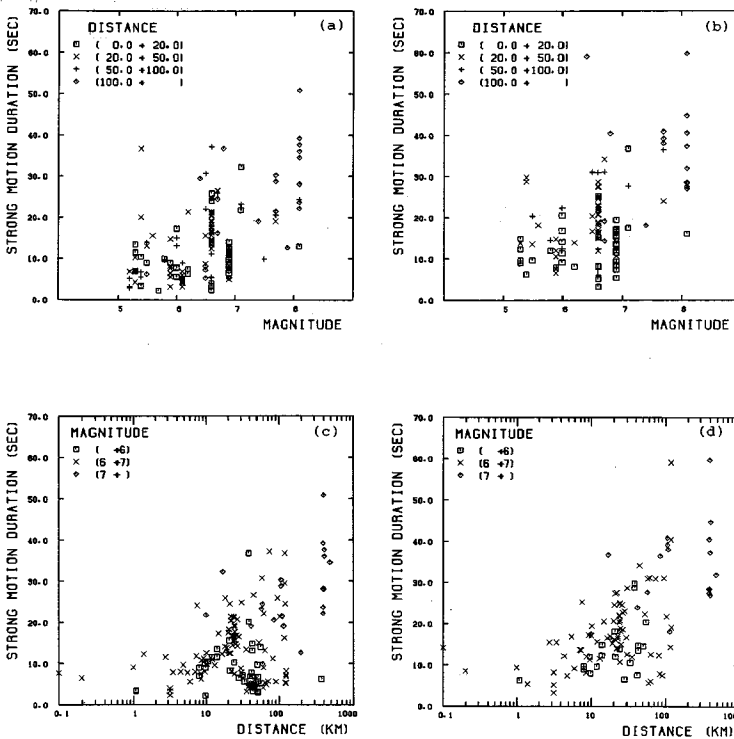 (a)
DISTANCE
( 0.0 + 20.0)
( 20.0 + 50.0)
( 50.0 +100.0)
(100.0 + )
STRONG MOTION DURATION (SEC)
70.0
60.0
50.0
40.0
30.0
20.0
10.0
0.0
5 6 7 8
MAGNITUDE
(b)
DISTANCE
( 0.0 + 20.0)
( 20.0 + 50.0)
( 50.0 +100.0)
(100.0 + )
STRONG MOTION DURATION (SEC)
70.0
60.0
50.0
40.0
30.0
20.0
10.0
0.0
5 6 7 8
MAGNITUDE
(c)
MAGNITUDE
( +6)
(6 +7)
(7 + )
STRONG MOTION DURATION (SEC)
70.0
60.0
50.0
40.0
30.0
20.0
10.0
0.0
0.1 1 10 100 1000
DISTANCE (KM)
(d)
MAGNITUDE
( +6)
(6 +7)
(7 + )
STRONG MOTION DURATION (SEC)
70.0
60.0
50.0
40.0
30.0
20.0
10.0
0.0
0.1 1 10 100 1000
DISTANCE (KM)